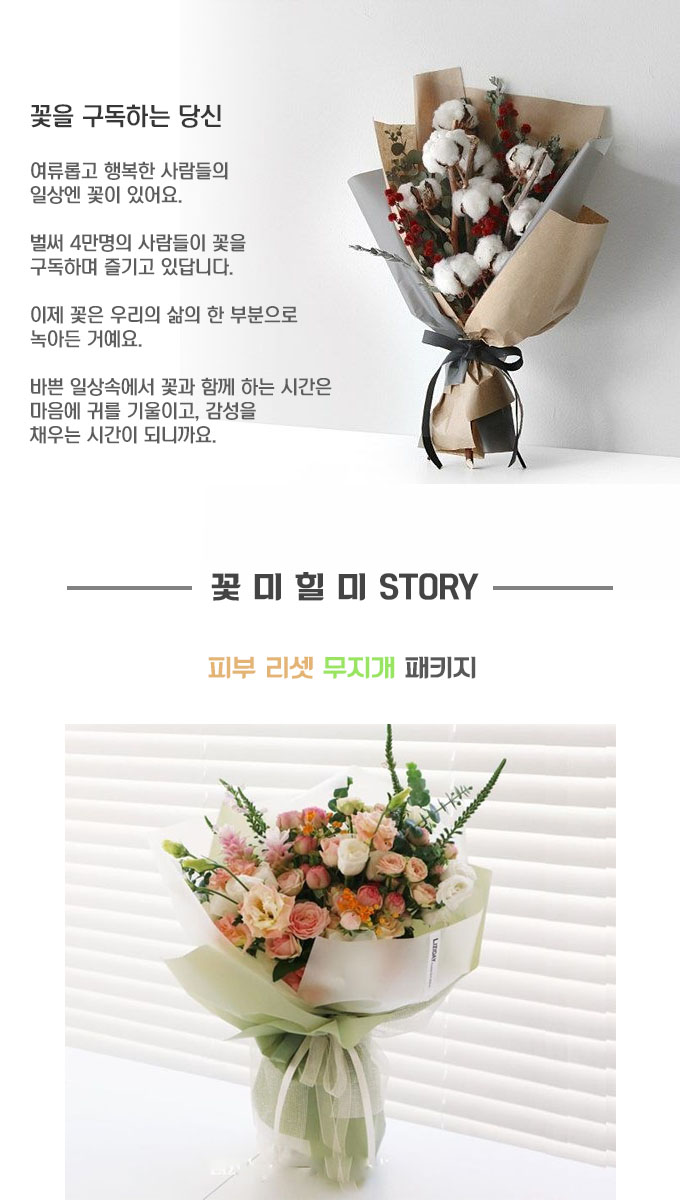 꽃을 구독하는 당신
여류롭고 행복한 사람들의
일상엔 꽃이 있어요.
벌써 4만명의 사람들이 꽃을
구독하며 즐기고 있답니다.
이제 꽃은 우리의 삶의 한 부분으로
녹아든 거예요.
바쁜 일상속에서 꽃과 함께 하는 시간은
마음에 귀를 기울이고, 감성을
채우는 시간이 되니까요.
꽃 미 힐 미 STORY
피부 리셋 무지개 패키지